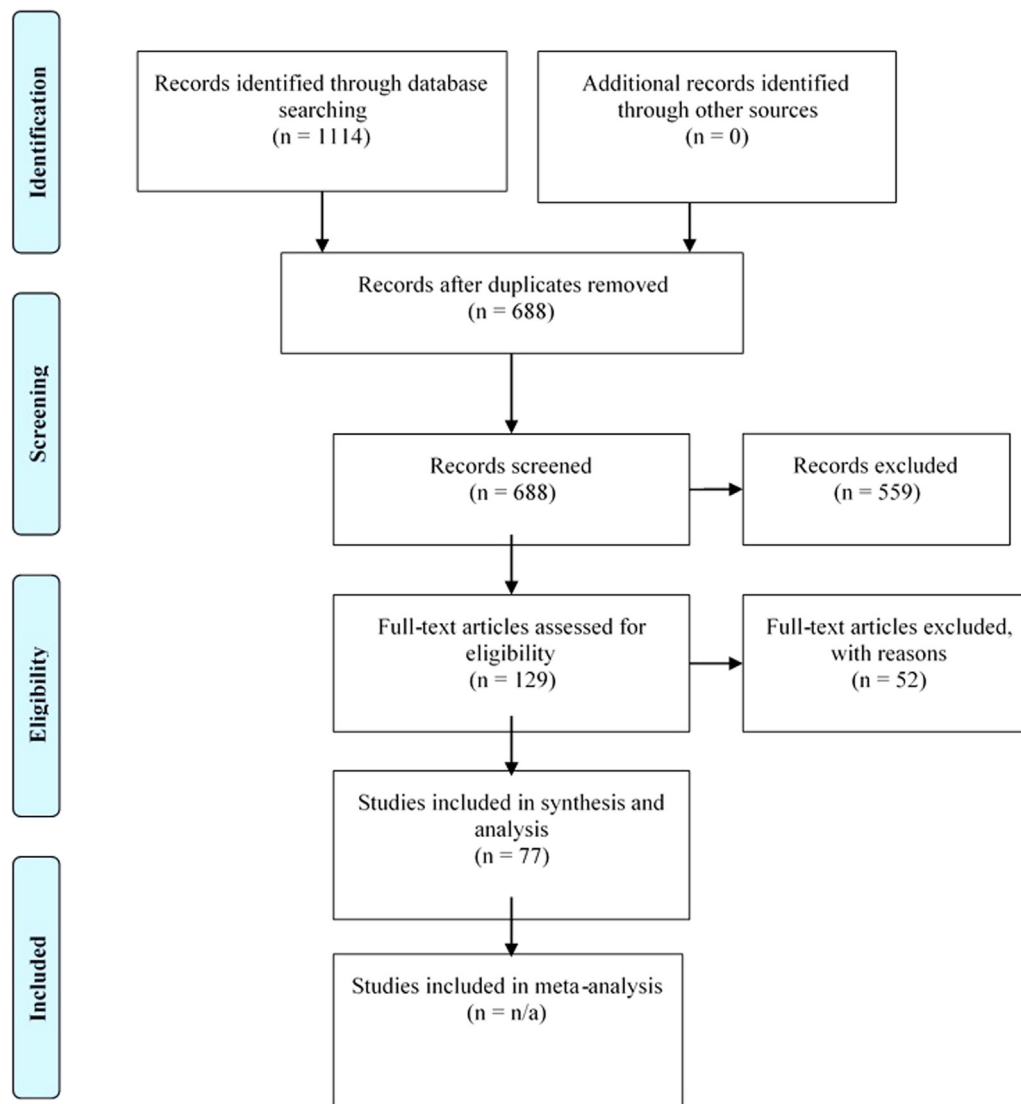 Identification
Records identified through database
searching
(n = 1114)
Additional records identified
through other sources
(n = 0)
Records after duplicates removed
(n = 688)
Screening
Records screened
(n = 688)
Records excluded
(n = 559)
Eligibility
Full-text articles assessed for
eligibility
(n = 129)
Full-text articles excluded,
with reasons
(n = 52)
Studies included in synthesis and
analysis
(n = 77)
Included
Studies included in meta-analysis
(n = n/a)